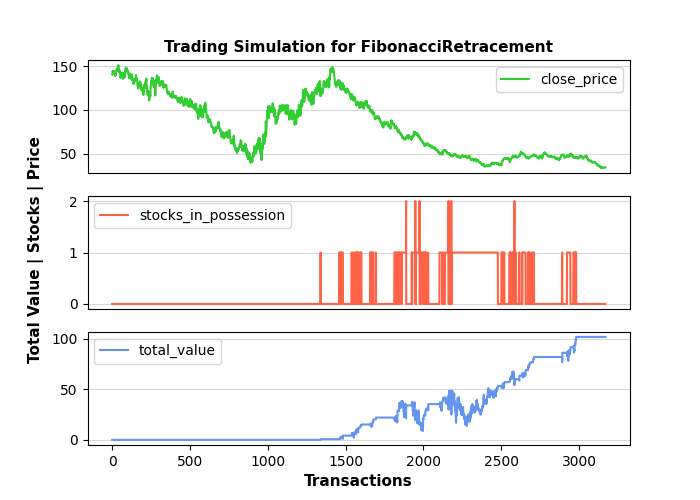 Trading Simulation for FibonacciRetracement
150
100
50
close_price
2
1
0
stocks_in_possession
100
50
0
total_value
0
500
1000
1500
2000
2500
3000
Transactions
Total Value | Stocks | Price